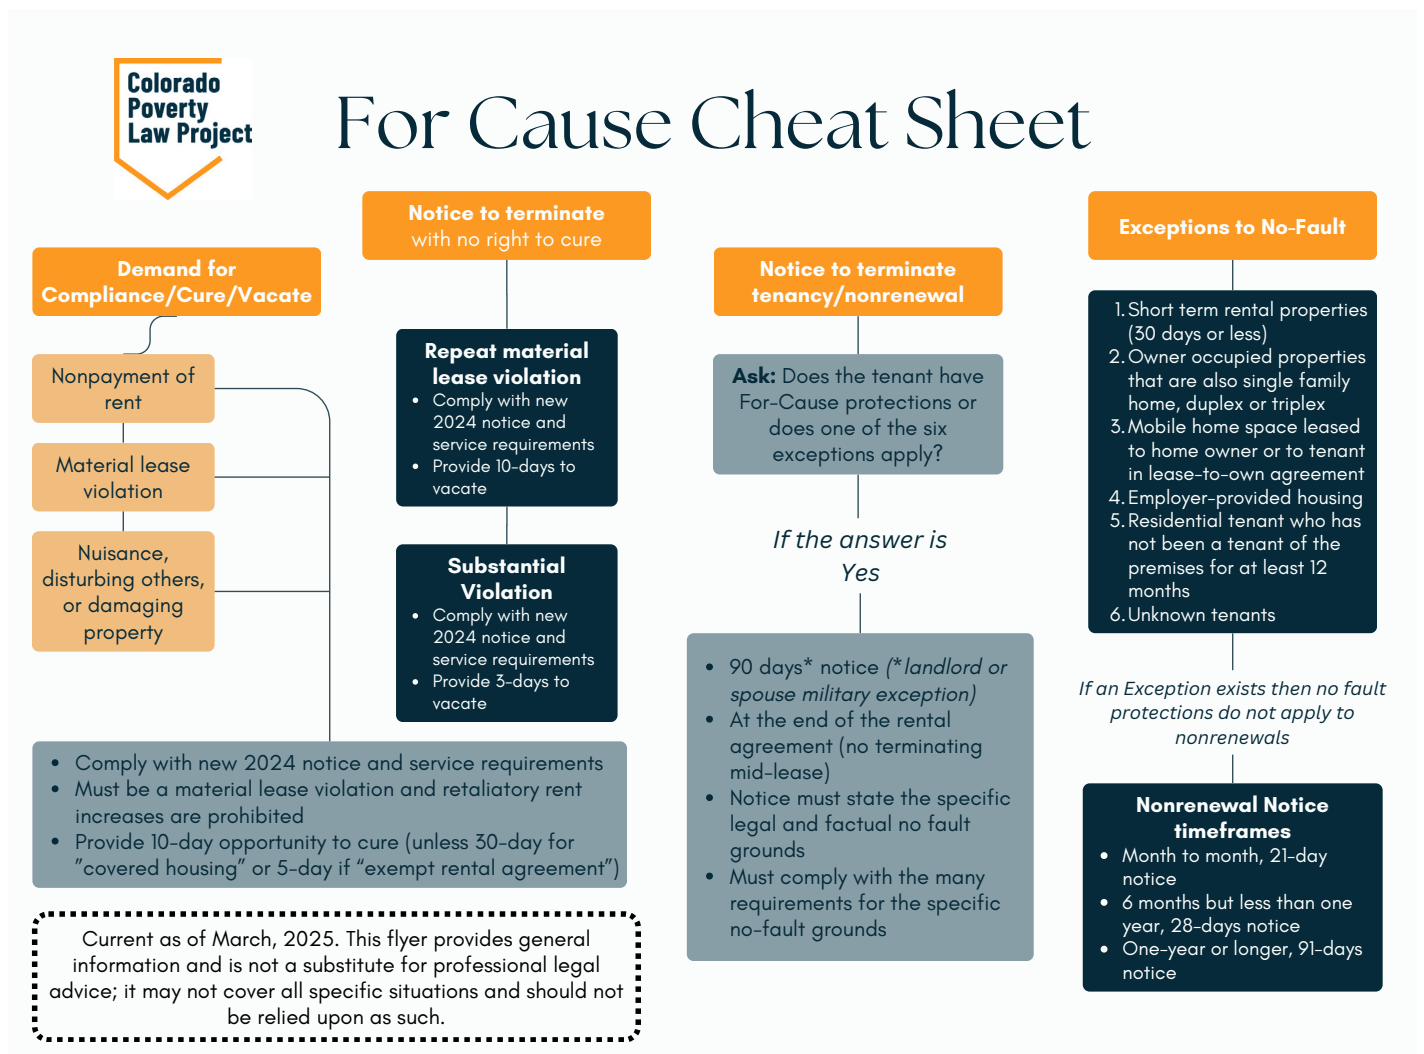 Colorado
Poverty
Law Project
For Cause Cheat Sheet
Demand for
Compliance/Cure/Vacate
Nonpayment of
rent
Material lease
violation
Nuisance,
disturbing others,
or damaging
property
Notice to terminate
with no right to cure
Repeat material
lease violation
• Comply with new
2024 notice and
service requirements
• Provide 10-days to
vacate
Substantial
Violation
• Comply with new
2024 notice and
service requirements
• Provide 3-days to
vacate
• Comply with new 2024 notice and service requirements
• Must be a material lease violation and retaliatory rent
increases are prohibited
• Provide 10-day opportunity to cure (unless 30-day for
"covered housing" or 5-day if "exempt rental agreement")
Current as of March, 2025. This flyer provides general
information and is not a substitute for professional legal
advice; it may not cover all specific situations and should not
be relied upon as such.
Notice to terminate
tenancy/nonrenewal
Ask: Does the tenant have
For-Cause protections or
does one of the six
exceptions apply?
If the answer is
Yes
• 90 days* notice (*landlord or
spouse military exception)
• At the end of the rental
agreement (no terminating
mid-lease)
• Notice must state the specific
legal and factual no fault
grounds
• Must comply with the many
requirements for the specific
no-fault grounds
Exceptions to No-Fault
1. Short term rental properties
(30 days or less)
2. Owner occupied properties
that are also single family
home, duplex or triplex
3. Mobile home space leased
to home owner or to tenant
in lease-to-own agreement
4. Employer-provided housing
5. Residential tenant who has
not been a tenant of the
premises for at least 12
months
6. Unknown tenants
If an Exception exists then no fault
protections do not apply to
nonrenewals
Nonrenewal Notice
timeframes
• Month to month, 21-day
notice
• 6 months but less than one
year, 28-days notice
• One-year or longer, 91-days
notice